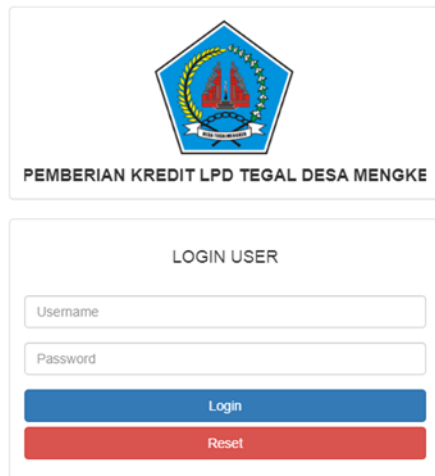 PEMBERIAN KREDIT LPD TEGAL DESA MENGKE
LOGIN USER
Username
Password
Login
Reset